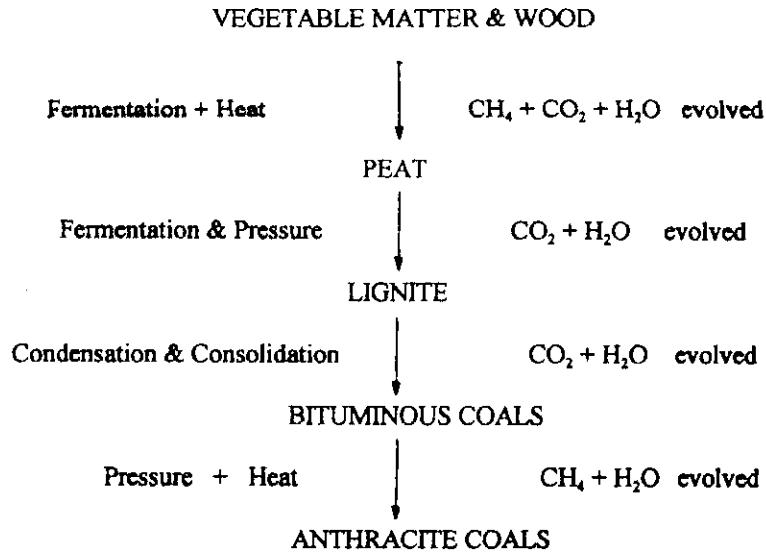 VEGETABLE MATTER & WOOD
Fermentation + Heat CH₄ + CO₂ + H₂O evolved
PEAT
Fermentation & Pressure CO₂ + H₂O evolved
LIGNITE
Condensation & Consolidation CO₂ + H₂O evolved
BITUMINOUS COALS
Pressure + Heat CH₄ + H₂O evolved
ANTHRACITE COALS